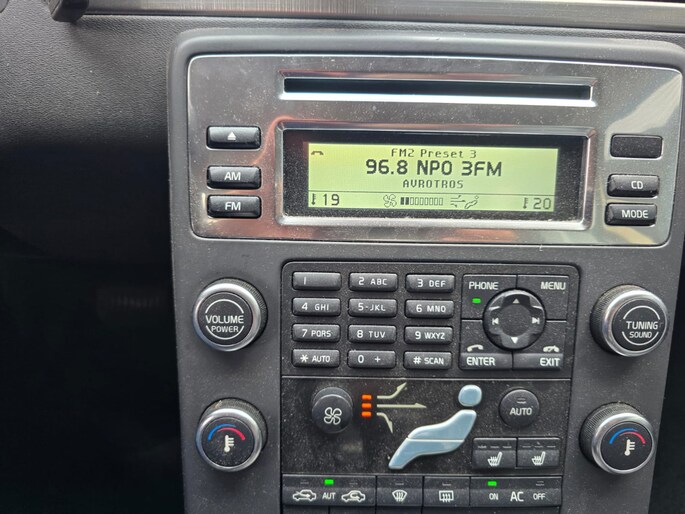 FM2 Preset 3
96.8 NPO 3FM
AVROTROS
19
20
AM
FM
CD
MODE
1
2 ABC
3 DEF
4 GHI
5-JKL
6 MNO
7 PQRS
8 TUV
9 WXYZ
* AUTO
0 +
# SCAN
PHONE
MENU
ENTER
EXIT
VOLUME
POWER
TUNING
SOUND
AUTO
AUT
ON AC OFF